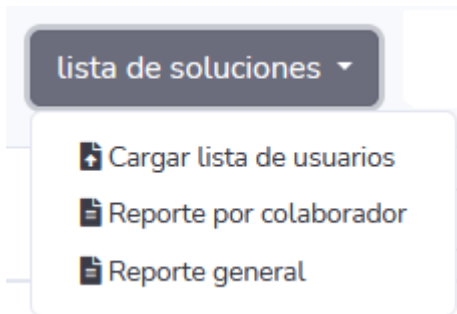 lista de soluciones
Cargar lista de usuarios
Reporte por colaborador
Reporte general